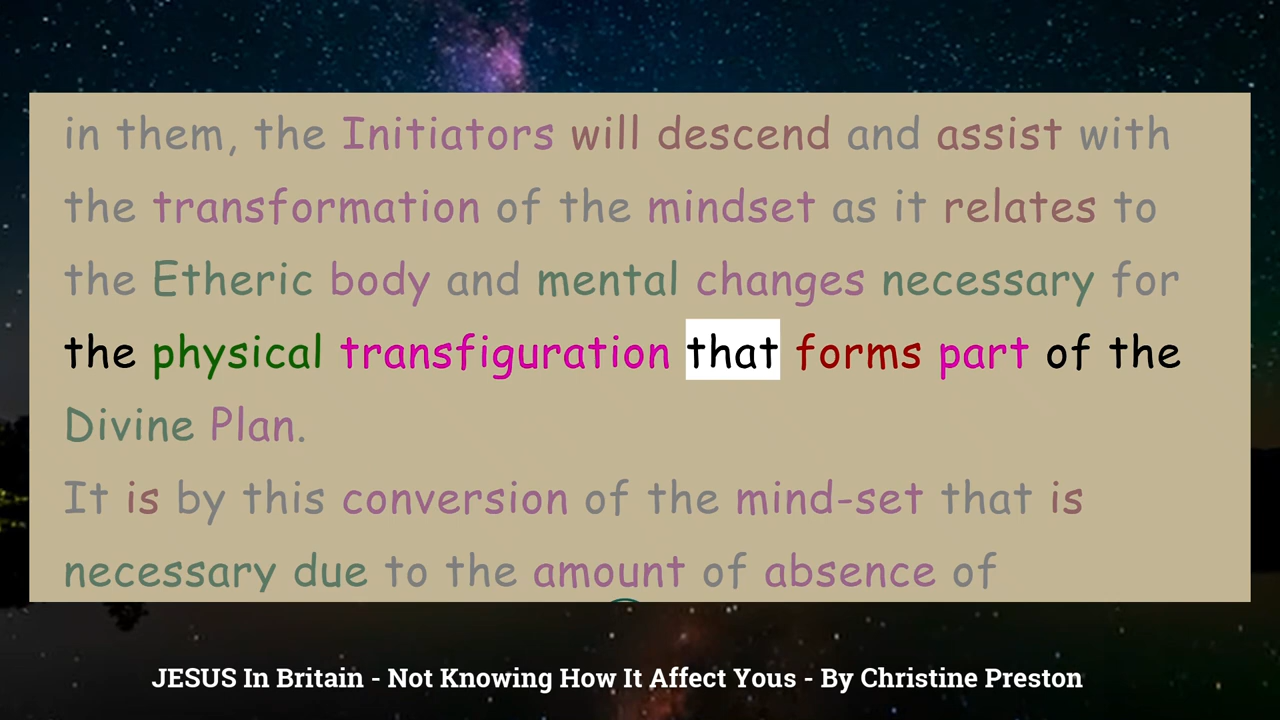 in them, the Initiators will descend and assist with
the transformation of the mindset as it relates to
the Etheric body and mental changes necessary for
the physical transfiguration that forms part of the
Divine Plan.
It is by this conversion of the mind-set that is
necessary due to the amount of absence of
JESUS In Britain - Not Knowing How It Affect Yous - By Christine Preston